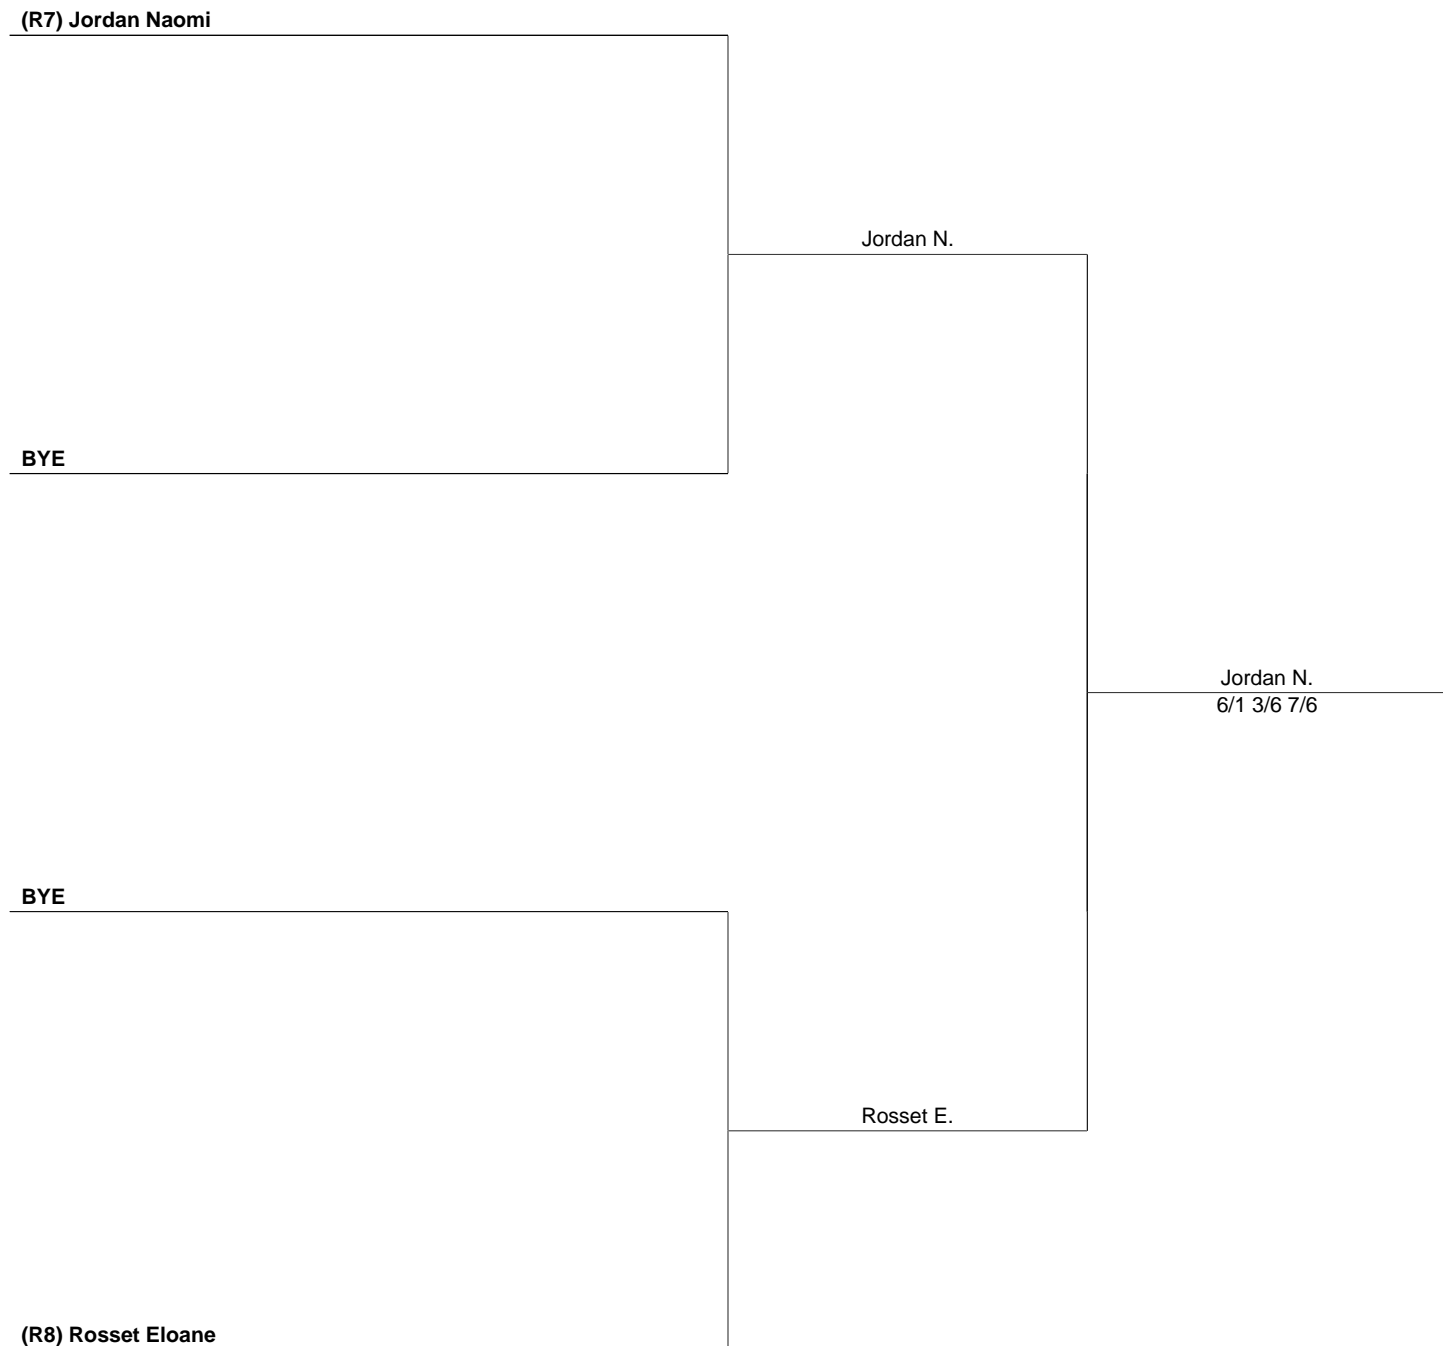 (R7) Jordan Naomi
Jordan N.
BYE
Jordan N.
6/1 3/6 7/6
BYE
Rosset E.
(R8) Rosset Eloane